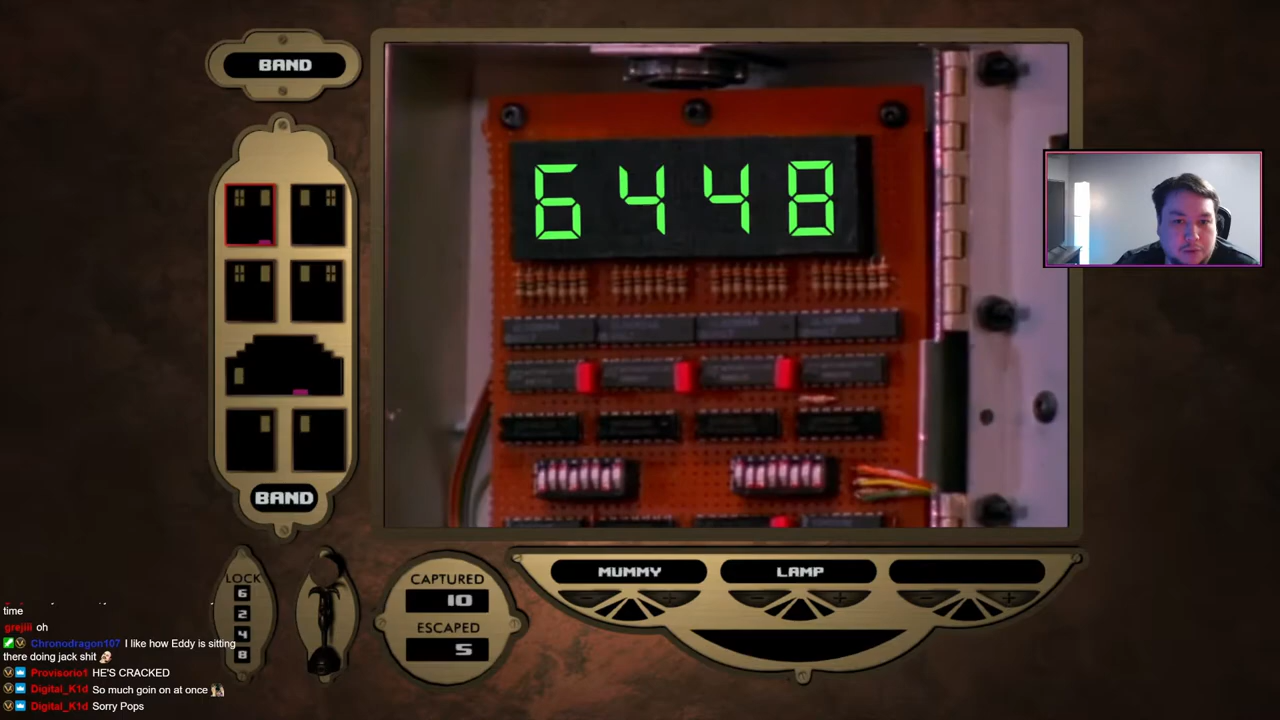 BAND
6448
BAND
LOCK
6
2
4
8
CAPTURED
10
ESCAPED
5
MUMMY
LAMP
time
grejiii oh
Chronodragon107 I like how Eddy is sitting
there doing jack shit
Provisorio1 HE'S CRACKED
Digital_K1d So much goin on at once
Digital_K1d Sorry Pops